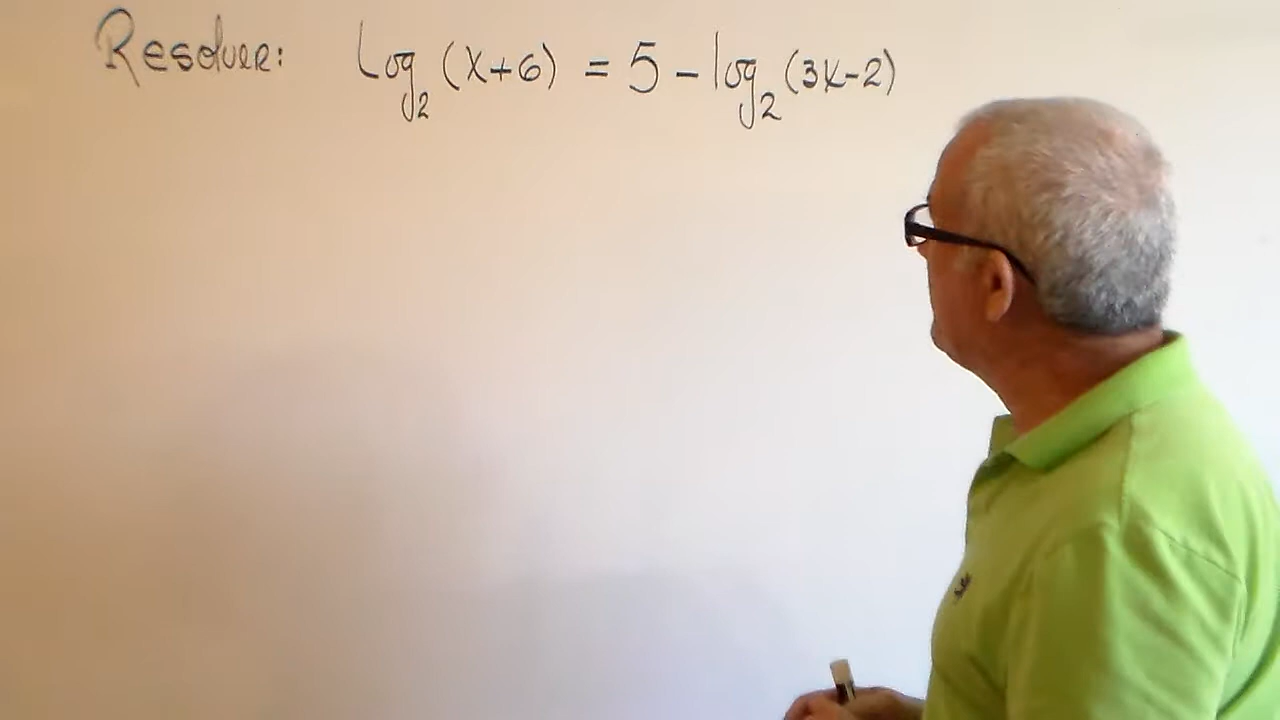 Resolver: Log₂ (x+6) = 5 - log₂ (3x-2)